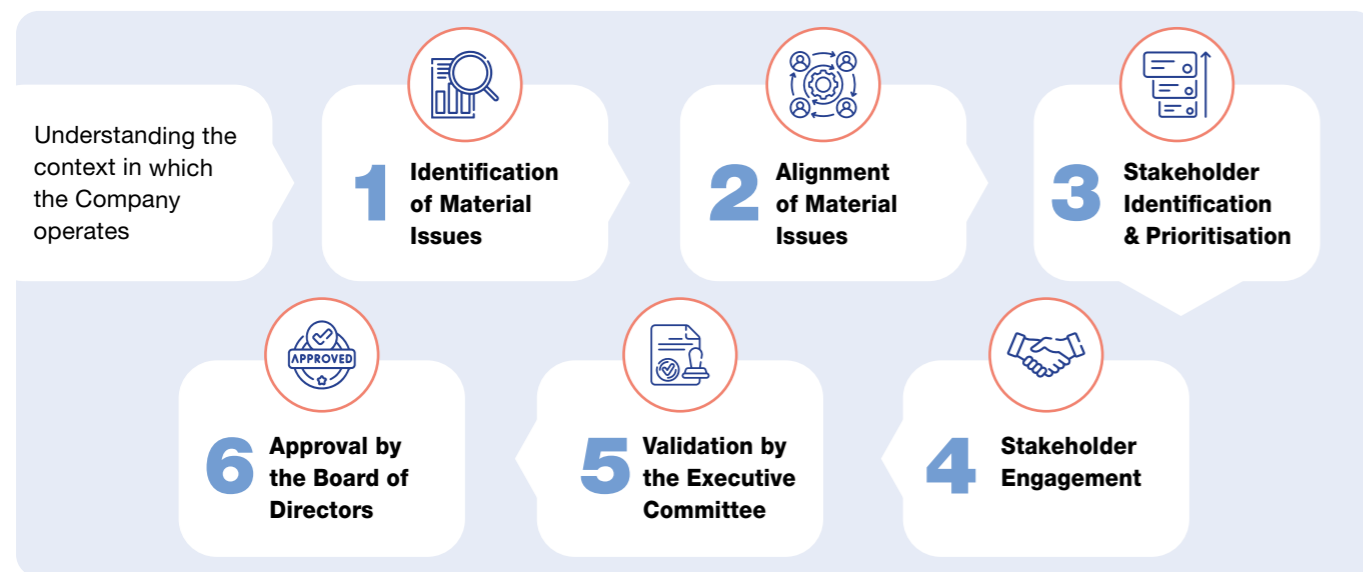 Understanding the
context in which
the Company
operates
1
Identification
of Material
Issues
2
Alignment
of Material
Issues
3
Stakeholder
Identification
& Prioritisation
4
Stakeholder
Engagement
5
Validation by
the Executive
Committee
APPROVED
6
Approval by
the Board of
Directors